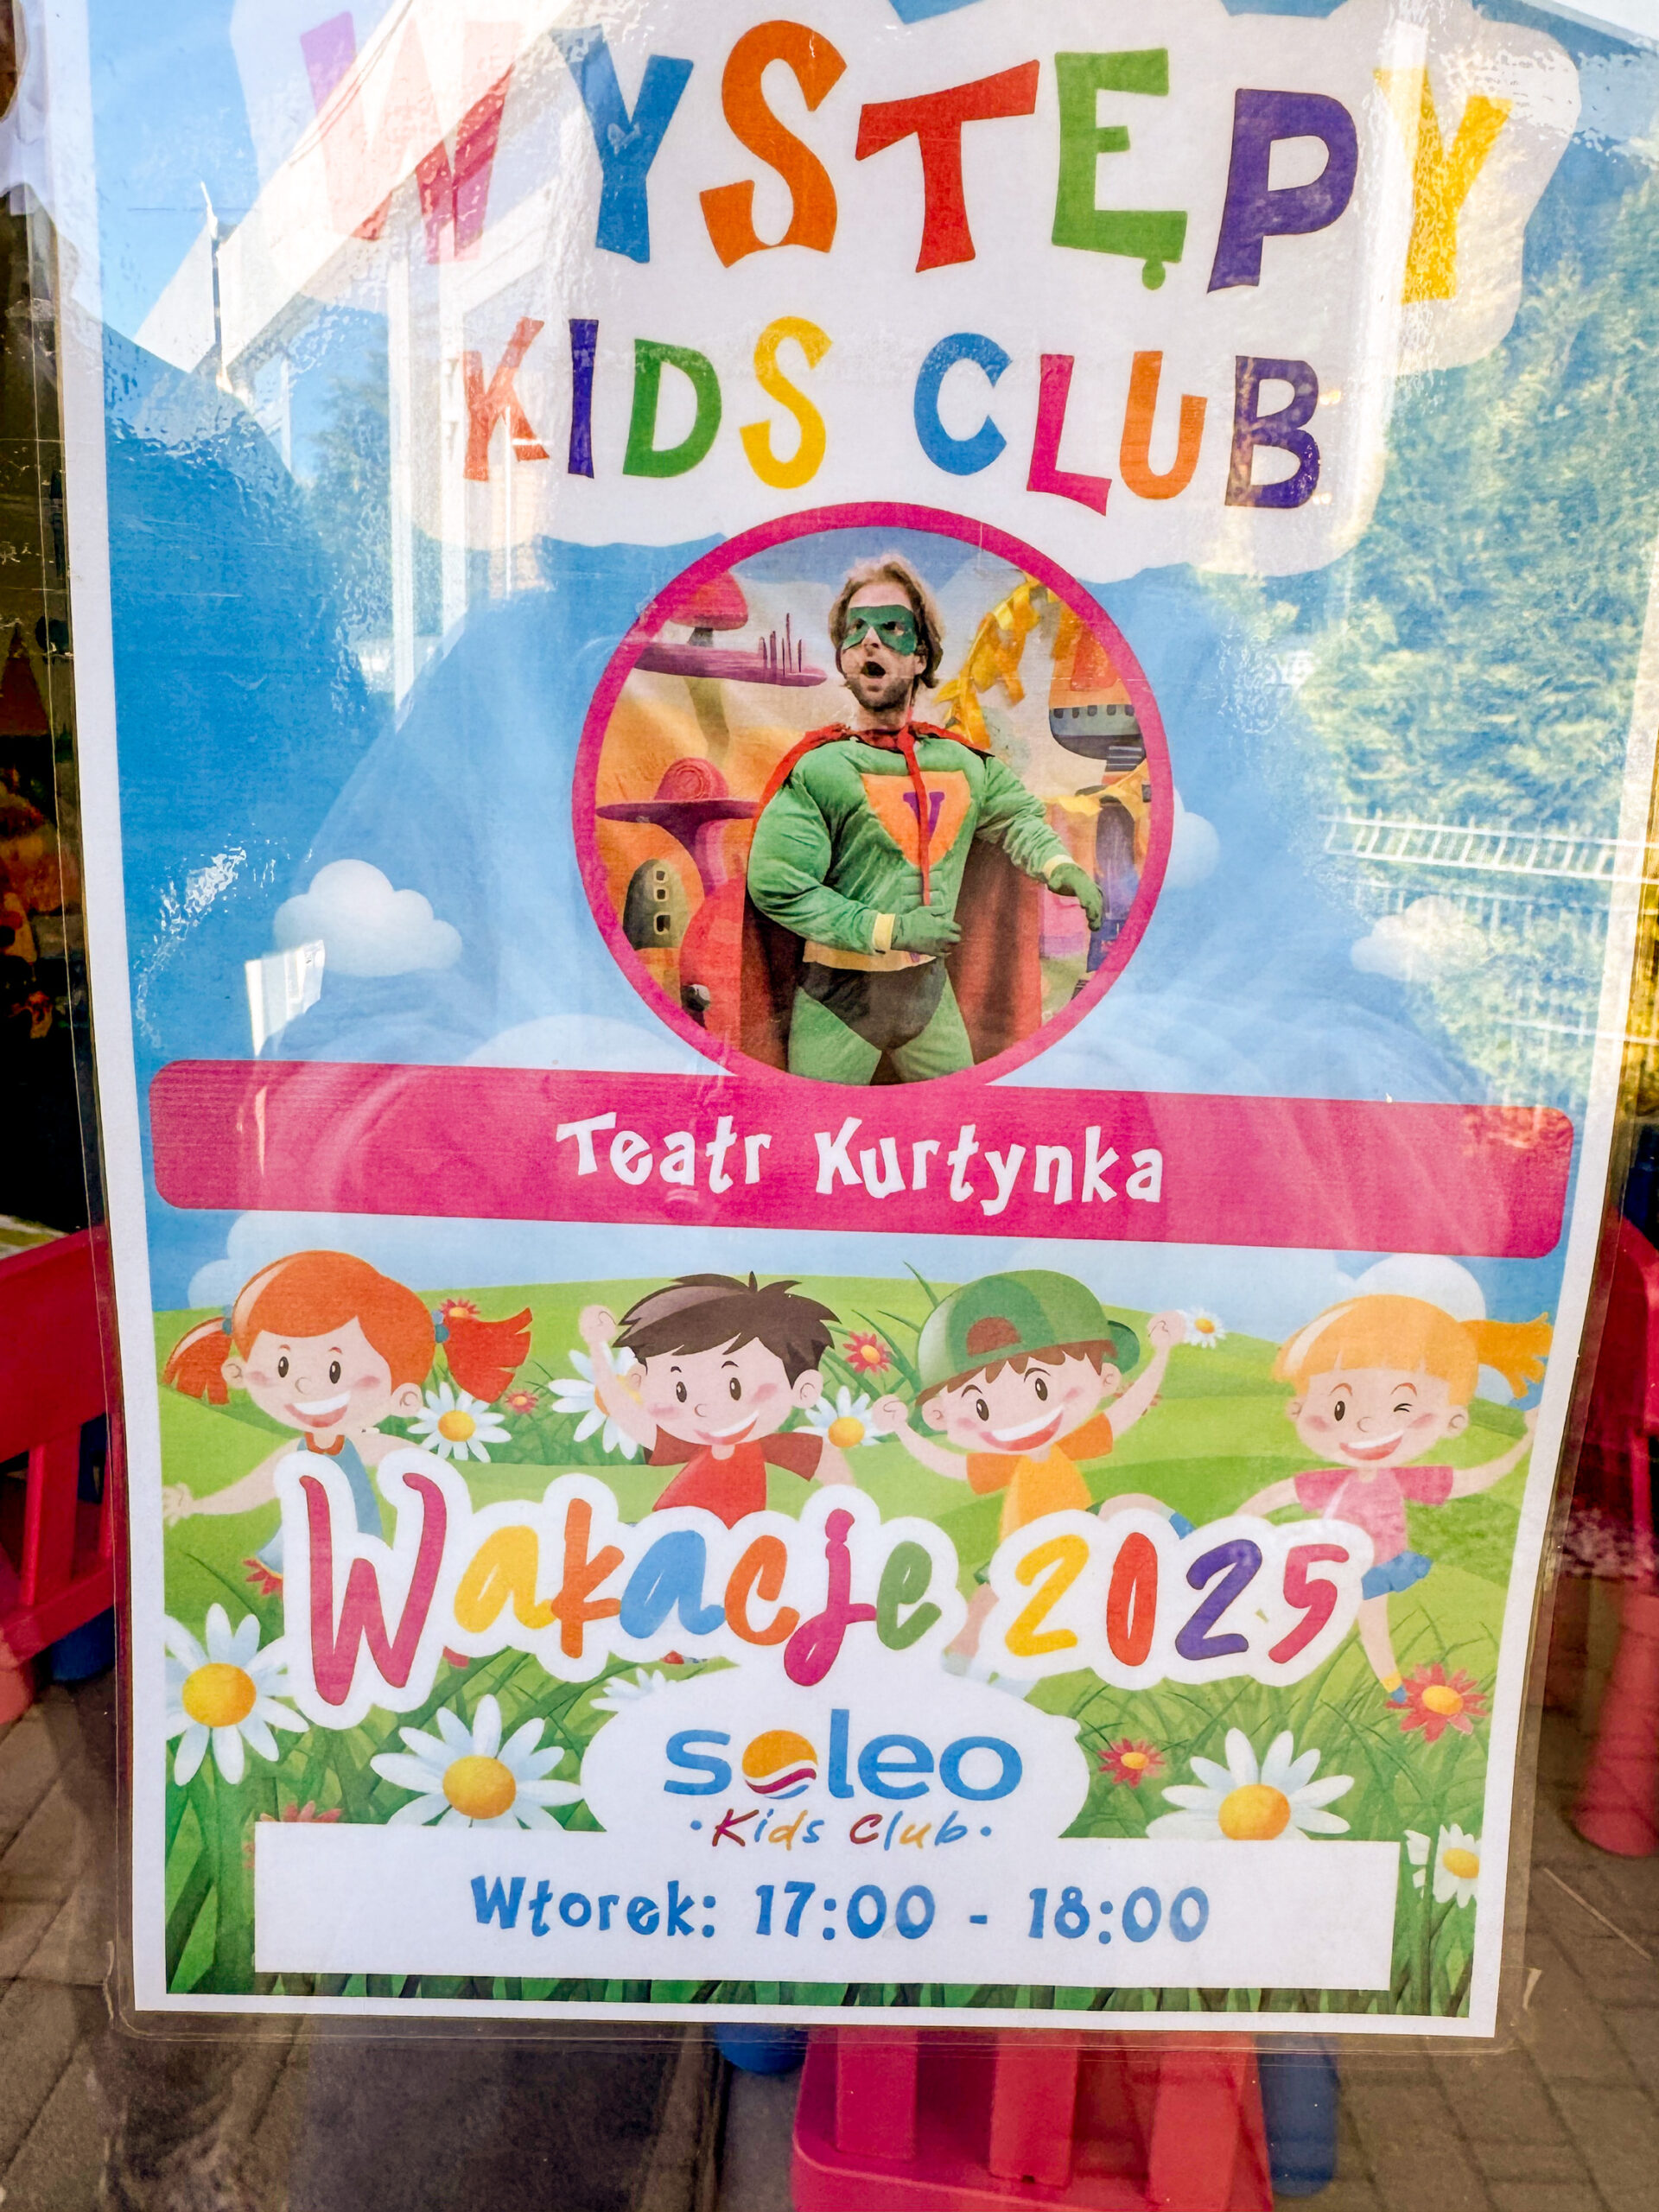 WYSTĘPY
KIDS CLUB
V
Teatr Kurtynka
Wakacje 2025
soleo
·Kids Club·
Wtorek: 17:00 - 18:00